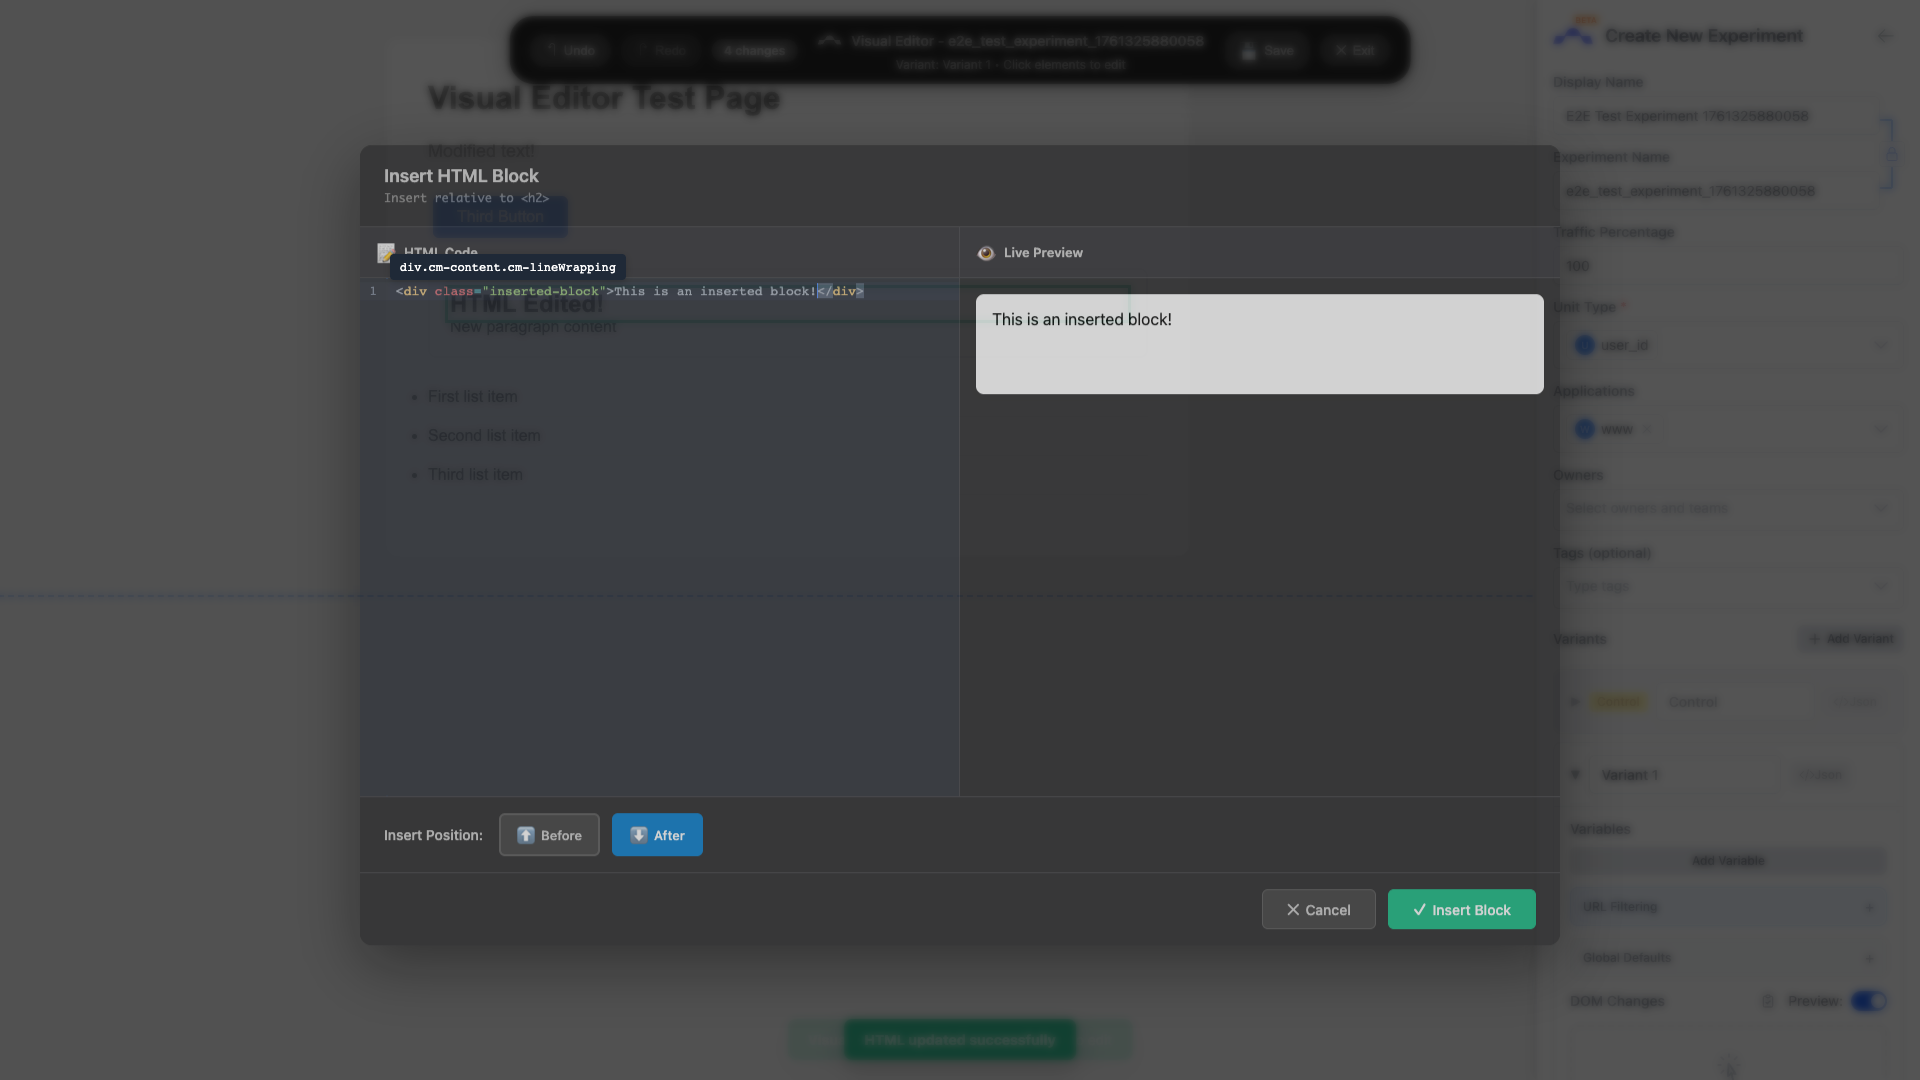 Undo
Redo
4 changes
Visual Editor - e2e_test_experiment_1761325880058
Variant: Variant 1 - Click elements to edit
Save
Exit
Visual Editor Test Page
Modified text!
Third Button
HTML Edited!
New paragraph content
First list item
Second list item
Third list item
Insert HTML Block
Insert relative to <h2>
HTML Code
div.cm-content.cm-lineWrapping
1
<div class="inserted-block">This is an inserted block!</div>
Live Preview
This is an inserted block!
Insert Position:
Before
After
Cancel
Insert Block
HTML updated successfully
BETA
Create New Experiment
Display Name
E2E Test Experiment 1761325880058
Experiment Name
e2e_test_experiment_1761325880058
Traffic Percentage
100
Unit Type *
user_id
Applications
www
Owners
Select owners and teams
Tags (optional)
Type tags
Variants
Add Variant
Control
Control
Variant 1
Variables
Add Variable
URL Filtering
Global Defaults
DOM Changes
Preview: